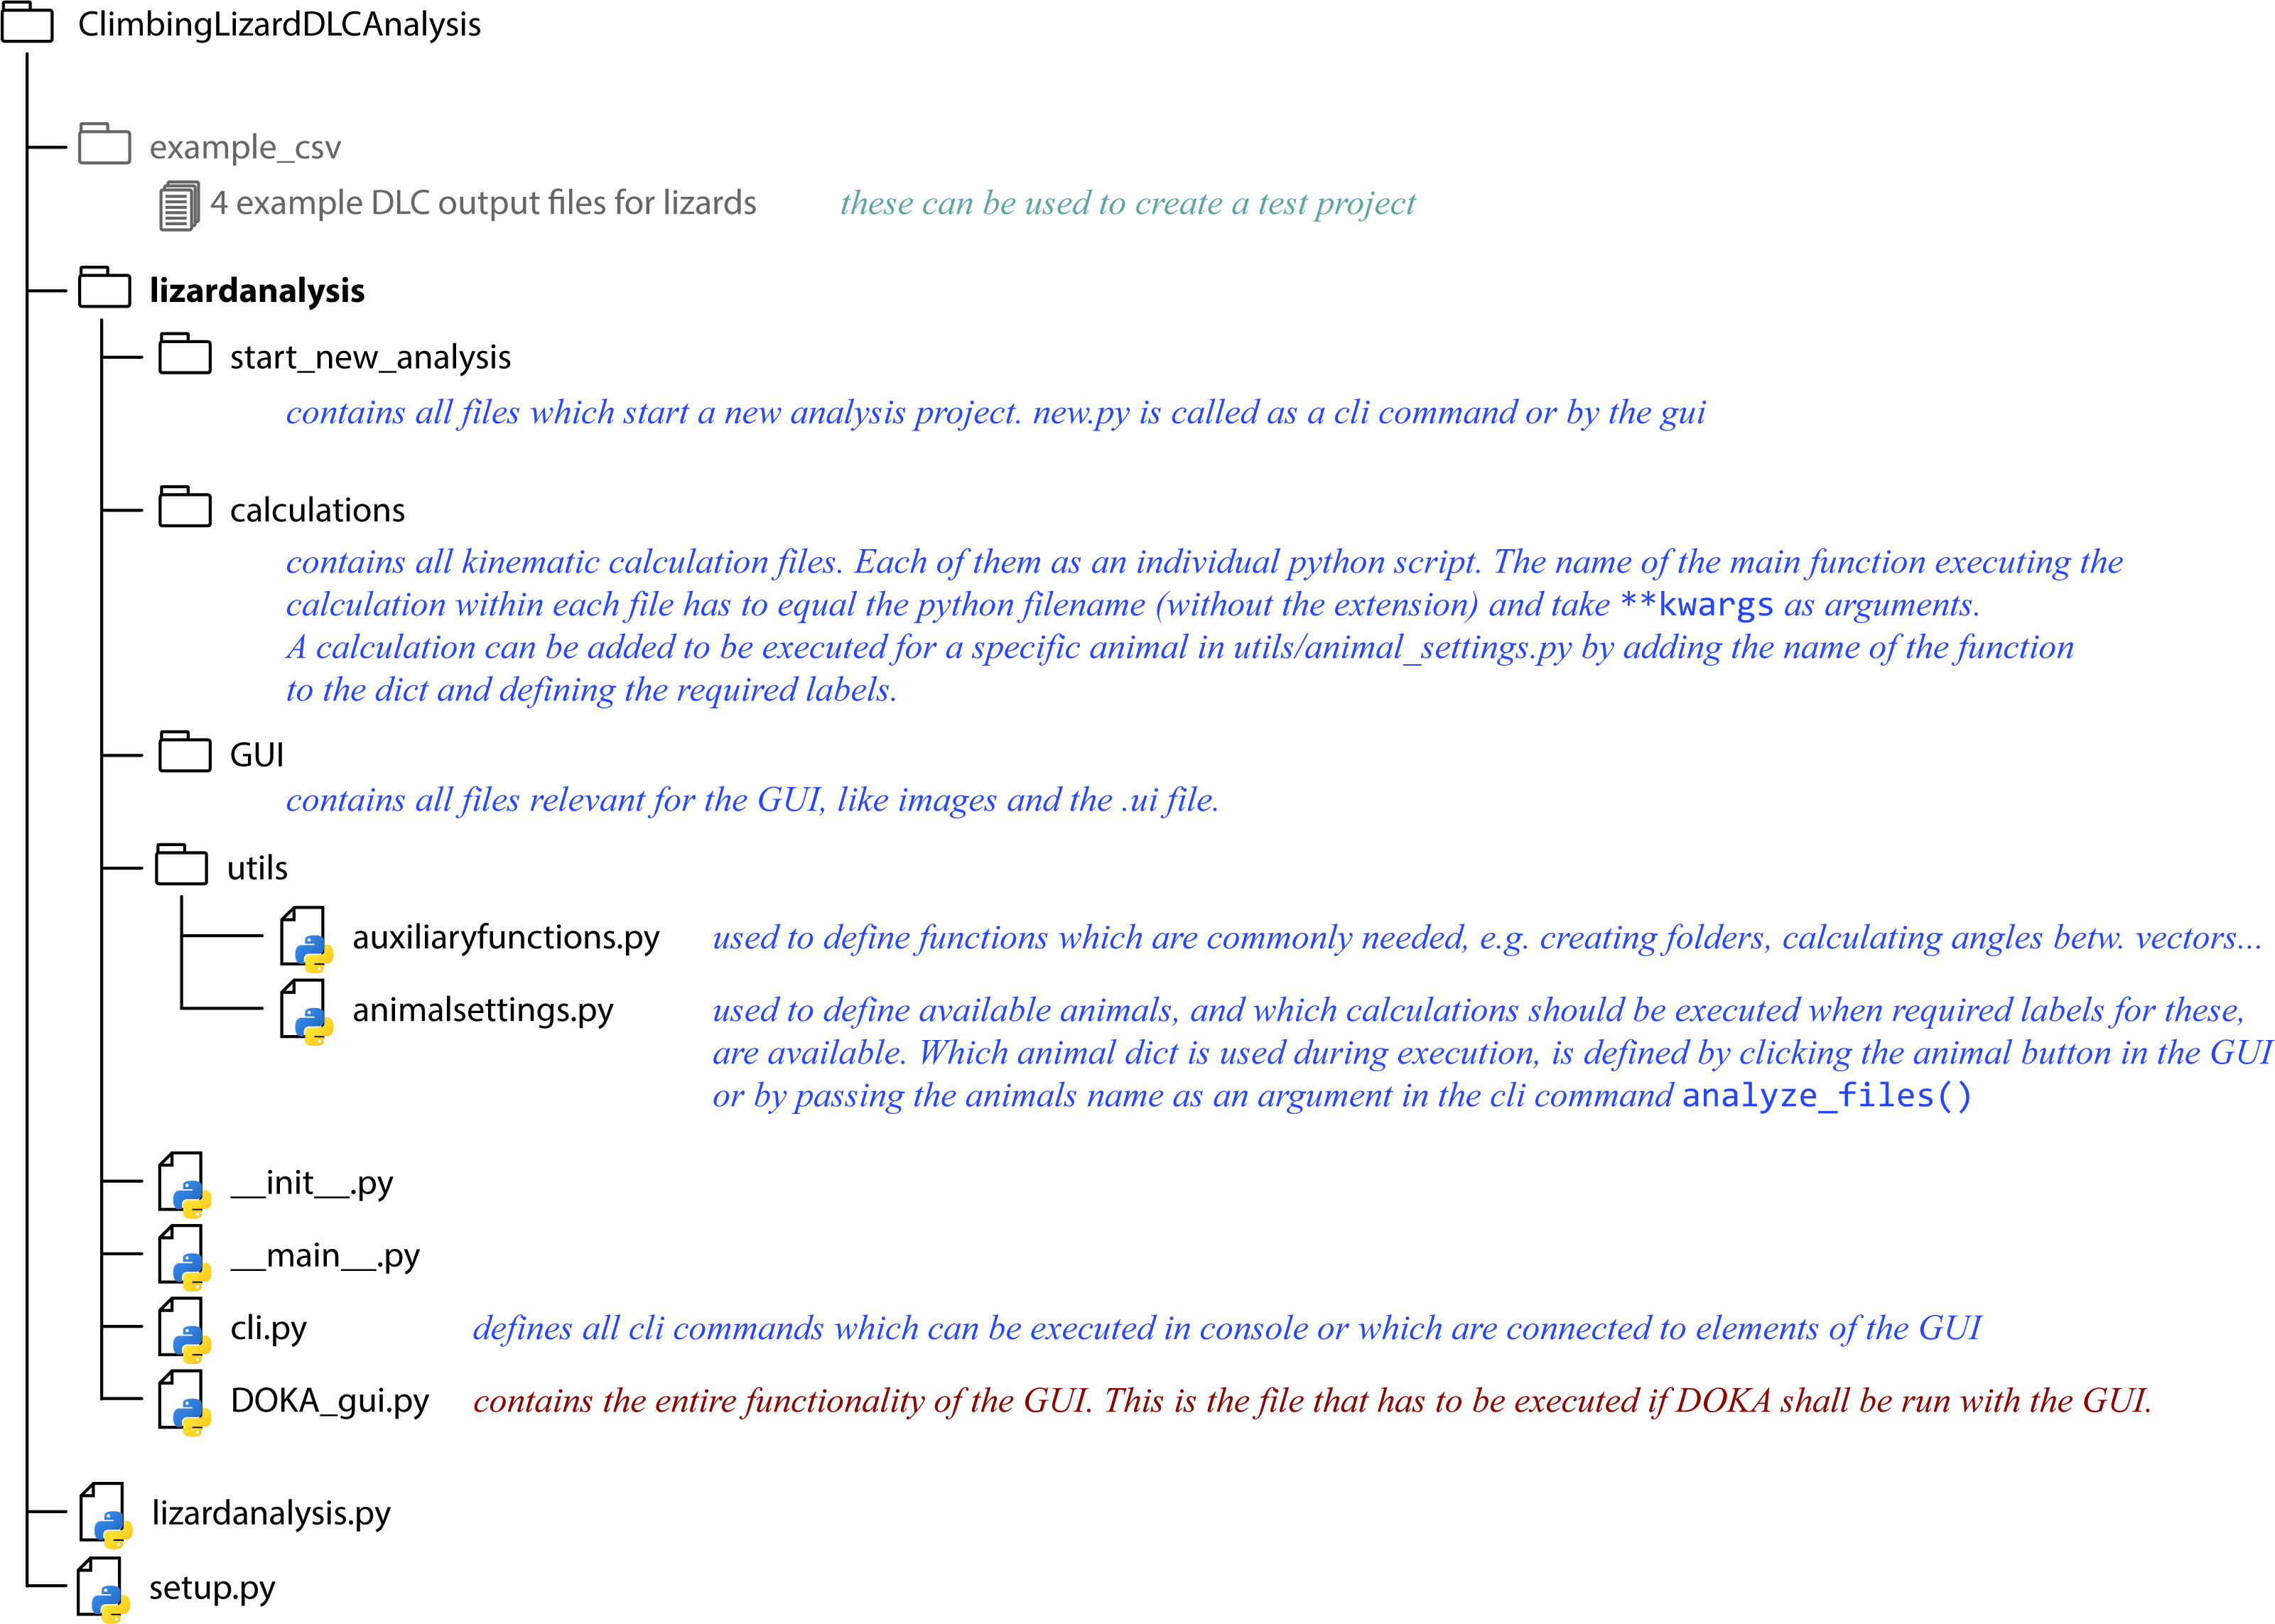 ClimbingLizardDLCAnalysis
example_csv
4 example DLC output files for lizards these can be used to create a test project
lizardanalysis
start_new_analysis
contains all files which start a new analysis project. new.py is called as a cli command or by the gui
calculations
contains all kinematic calculation files. Each of them as an individual python script. The name of the main function executing the
calculation within each file has to equal the python filename (without the extension) and take **kwargs as arguments.
A calculation can be added to be executed for a specific animal in utils/animal_settings.py by adding the name of the function
to the dict and defining the required labels.
GUI
contains all files relevant for the GUI, like images and the .ui file.
utils
auxiliaryfunctions.py used to define functions which are commonly needed, e.g. creating folders, calculating angles betw. vectors...
animalsettings.py used to define available animals, and which calculations should be executed when required labels for these,
are available. Which animal dict is used during execution, is defined by clicking the animal button in the GUI
or by passing the animals name as an argument in the cli command analyze_files()
__init__.py
__main__.py
cli.py defines all cli commands which can be executed in console or which are connected to elements of the GUI
DOKA_gui.py contains the entire functionality of the GUI. This is the file that has to be executed if DOKA shall be run with the GUI.
lizardanalysis.py
setup.py